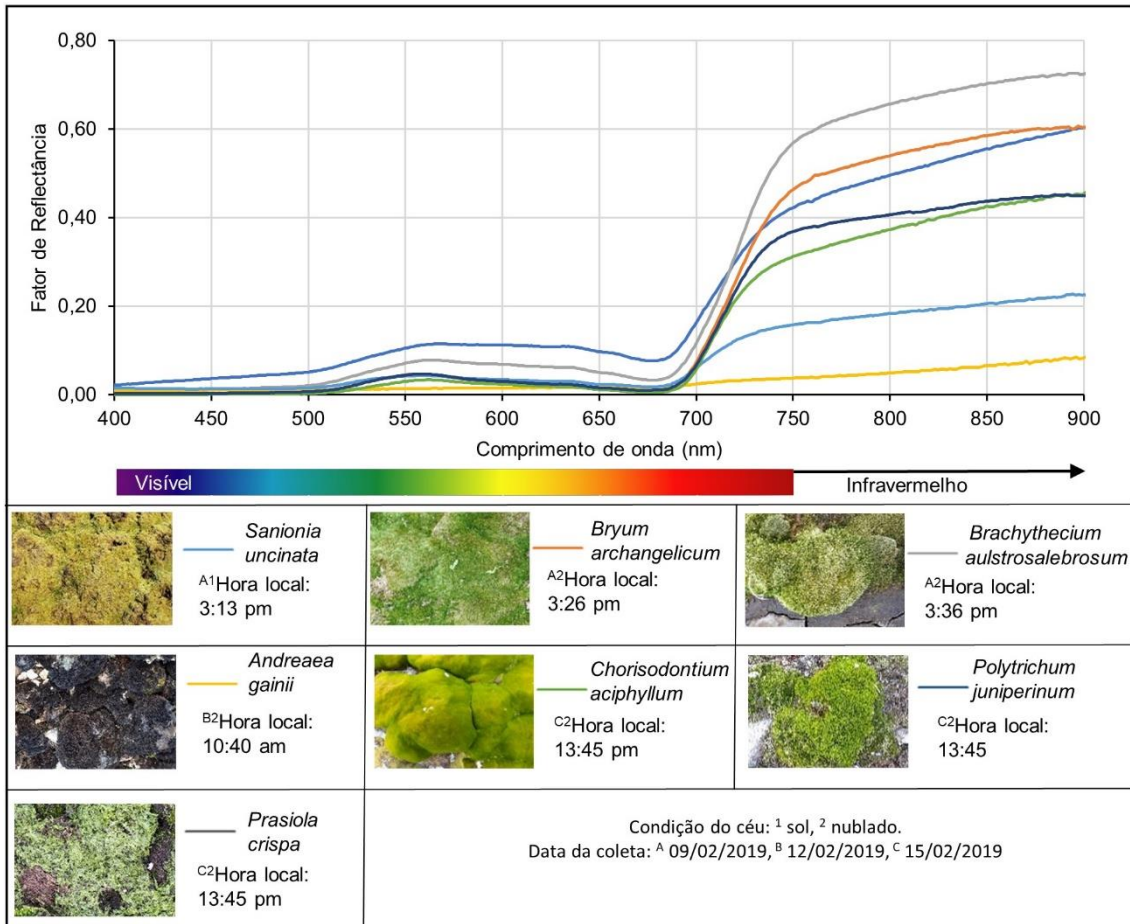 0,80
0,60
0,40
0,20
0,00
Fator de Reflectância
400 450 500 550 600 650 700 750 800 850 900
Comprimento de onda (nm)
Visível
Infravermelho
Sanionia
uncinata
A1Hora local:
3:13 pm
Bryum
archangelicum
A2Hora local:
3:26 pm
Brachythecium
aulstrosalebrosum
A2Hora local:
3:36 pm
Andreaea
gainii
B2Hora local:
10:40 am
Chorisodontium
aciphyllum
C2Hora local:
13:45 pm
Polytrichum
juniperinum
C2Hora local:
13:45
Prasiola
crispa
C2Hora local:
13:45 pm
Condição do céu: 1 sol, 2 nublado.
Data da coleta: A 09/02/2019, B 12/02/2019, C 15/02/2019